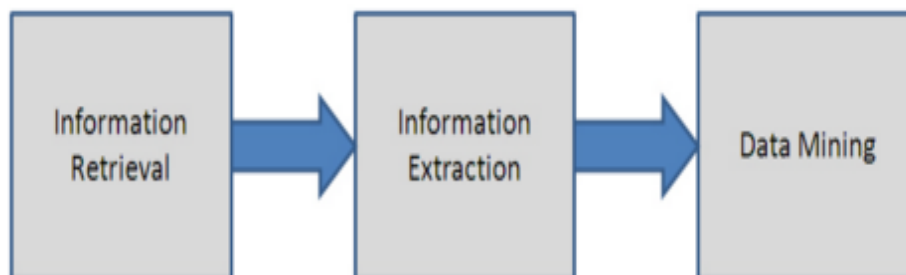 Information
Retrieval
Information
Extraction
Data Mining